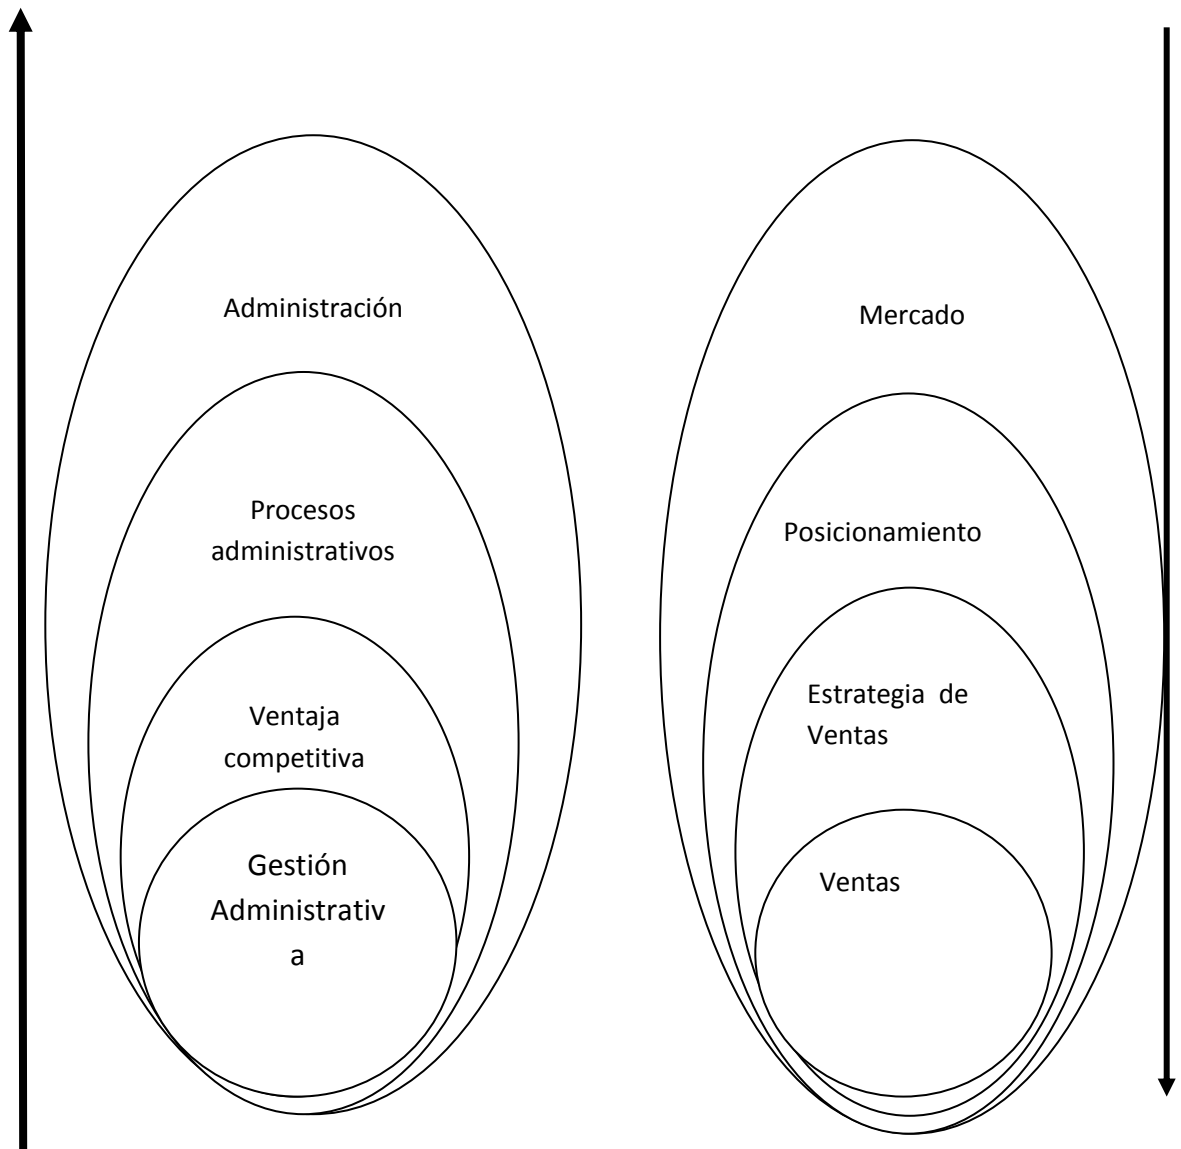 Administración
Procesos
administrativos
Ventaja
competitiva
Gestión
Administrativ
a
Mercado
Posicionamiento
Estrategia de
Ventas
Ventas